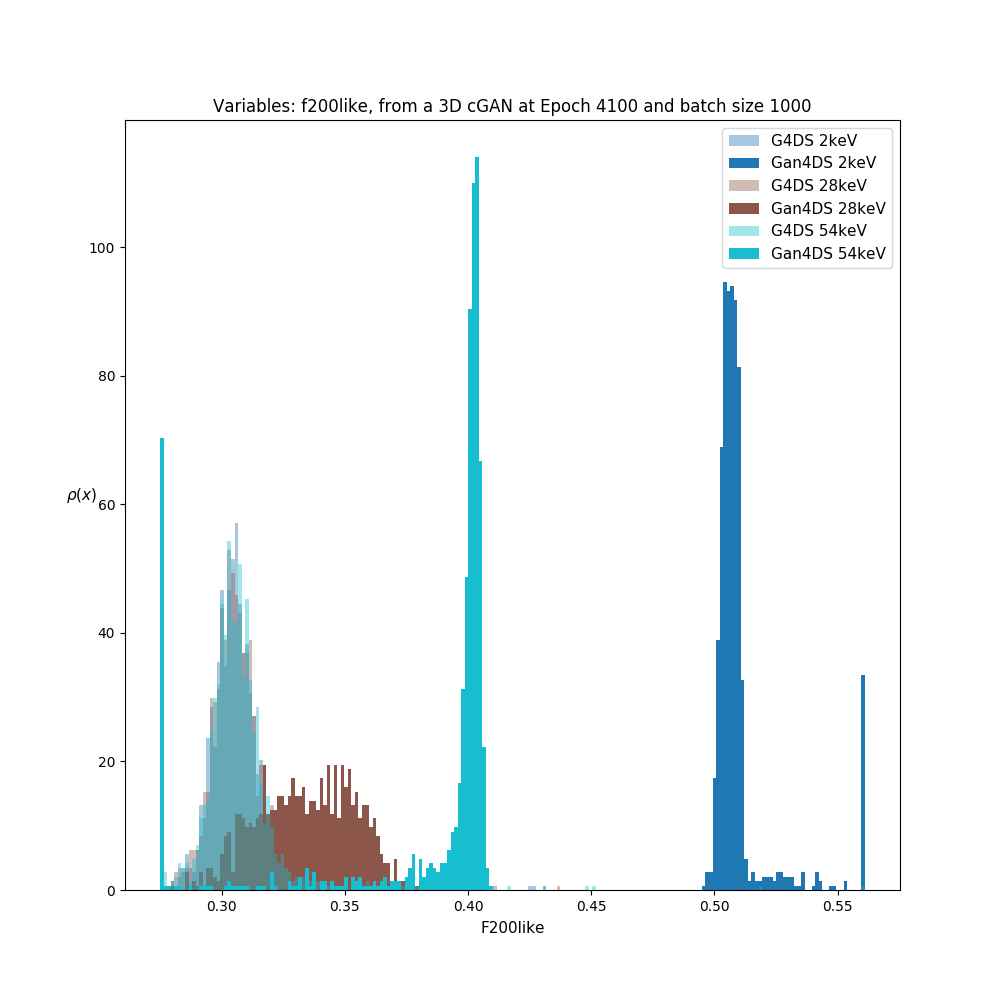 Variables: f200like, from a 3D cGAN at Epoch 4100 and batch size 1000
G4DS 2keV
Gan4DS 2keV
G4DS 28keV
Gan4DS 28keV
G4DS 54keV
Gan4DS 54keV
100
80
60
40
20
0
ρ(x)
0.30 0.35 0.40 0.45 0.50 0.55
F200like